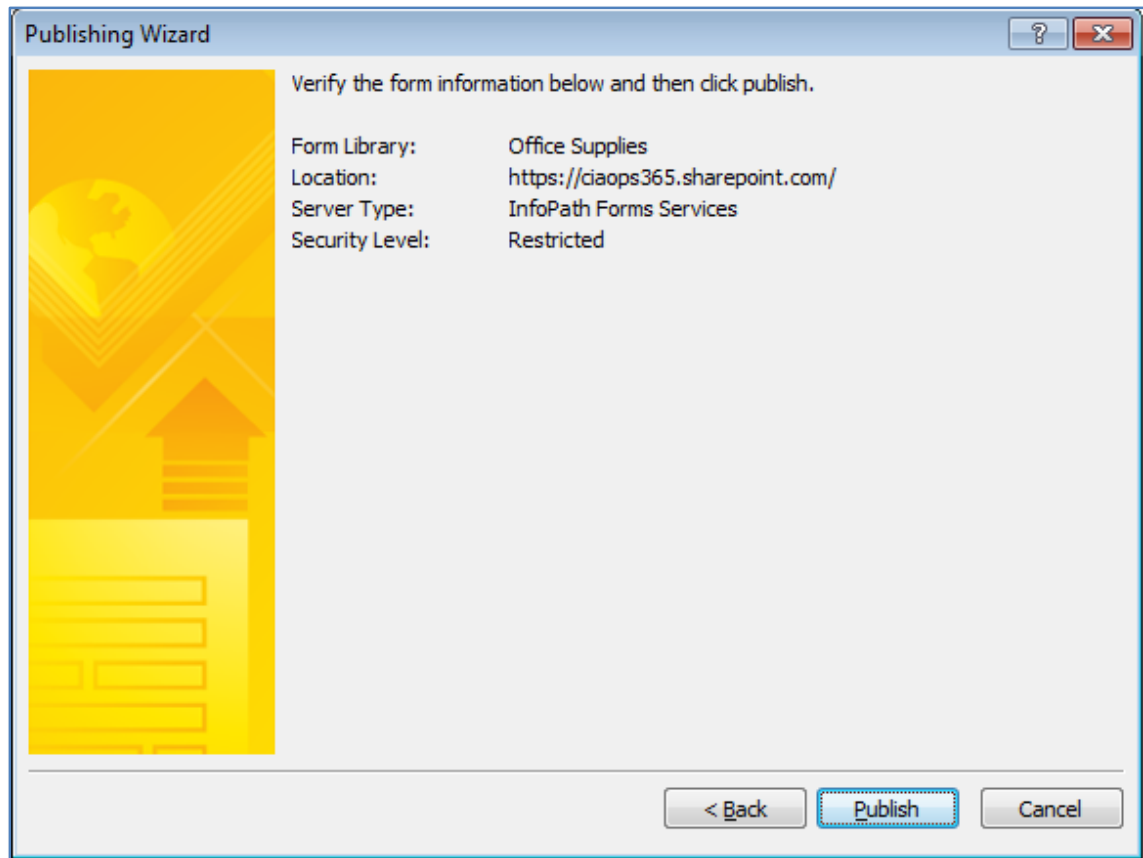 Publishing Wizard
Verify the form information below and then click publish.
Form Library: Office Supplies
Location: https://ciaops365.sharepoint.com/
Server Type: InfoPath Forms Services
Security Level: Restricted
< Back Publish Cancel